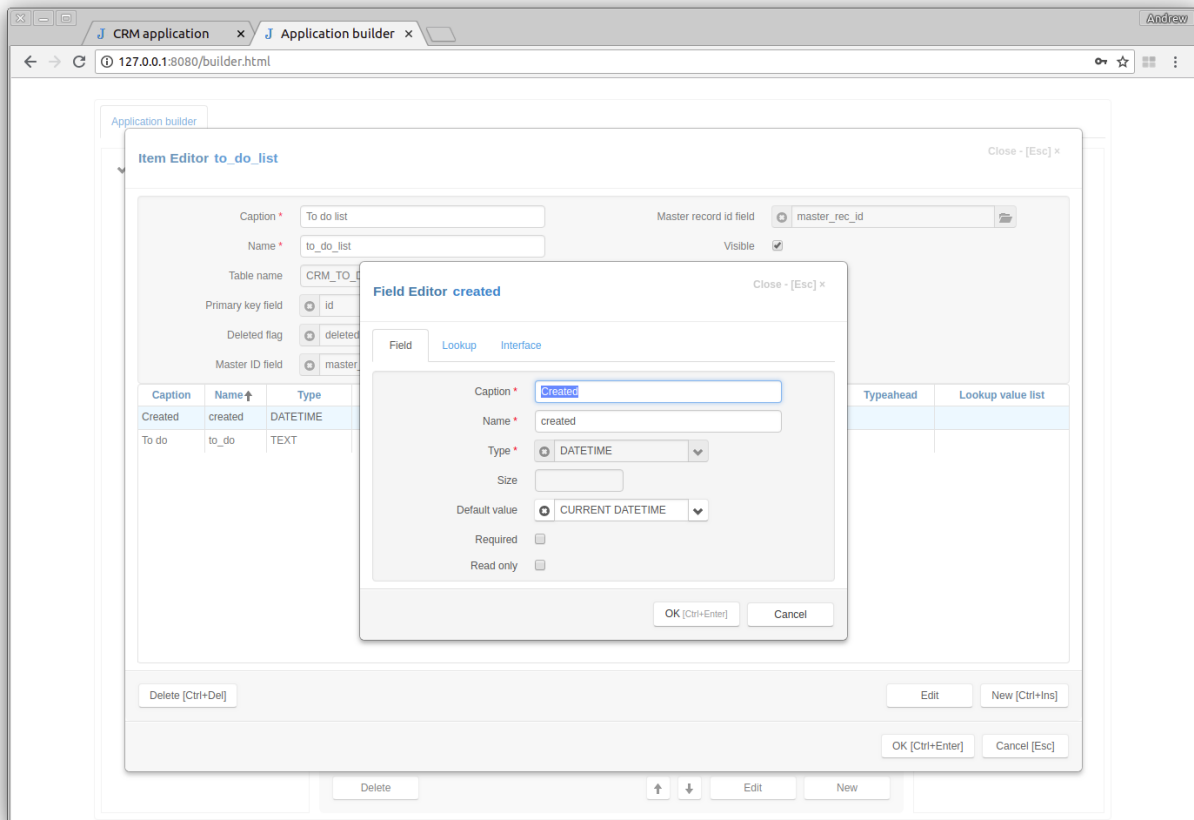 Andrew
CRM application × Application builder ×
127.0.0.1:8080/builder.html
Application builder
Item Editor to_do_list Close - [Esc] ×
Caption * To do list Master record id field master_rec_id
Name * to_do_list Visible
Table name CRM_TO_D
Primary key field id
Deleted flag deleted
Master ID field master_
Caption Name Type Typeahead Lookup value list
Created created DATETIME
To do to_do TEXT
Field Editor created Close - [Esc] ×
Field Lookup Interface
Caption * Created
Name * created
Type * DATETIME
Size
Default value CURRENT DATETIME
Required
Read only
OK [Ctrl+Enter] Cancel
Delete [Ctrl+Del] Edit New [Ctrl+Ins]
OK [Ctrl+Enter] Cancel [Esc]
Delete Edit New